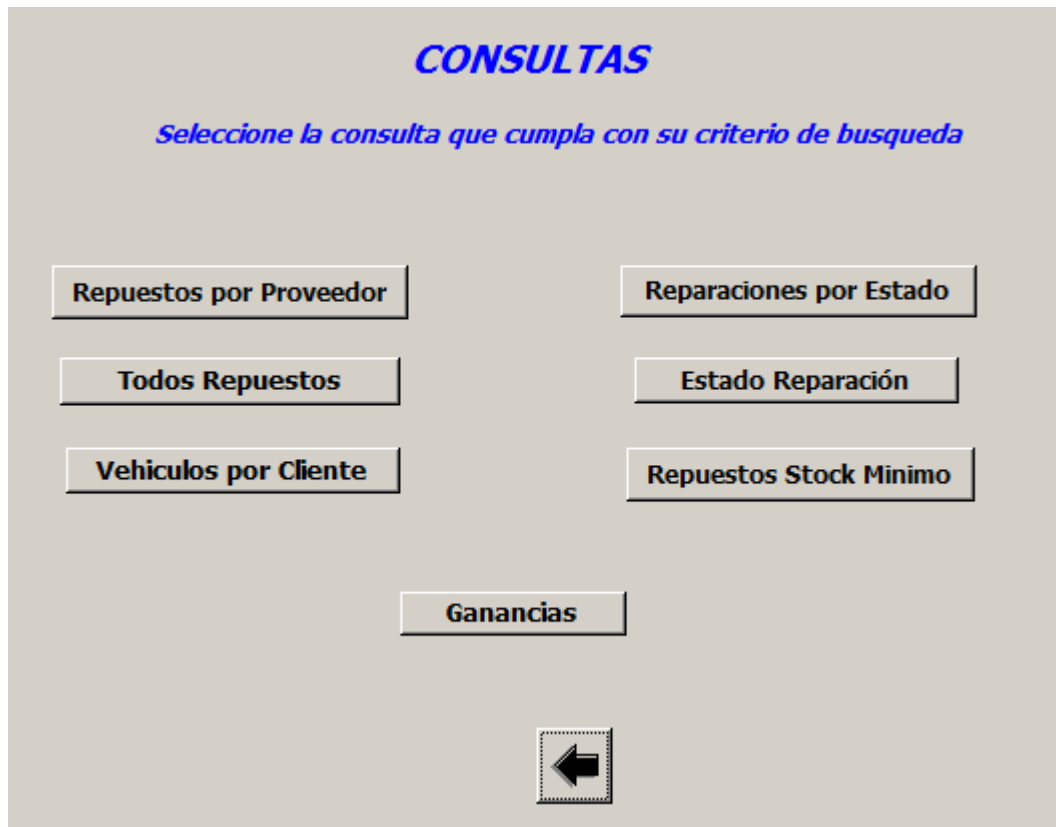 CONSULTAS
Seleccione la consulta que cumpla con su criterio de busqueda
Repuestos por Proveedor
Reparaciones por Estado
Todos Repuestos
Estado Reparación
Vehiculos por Cliente
Repuestos Stock Minimo
Ganancias